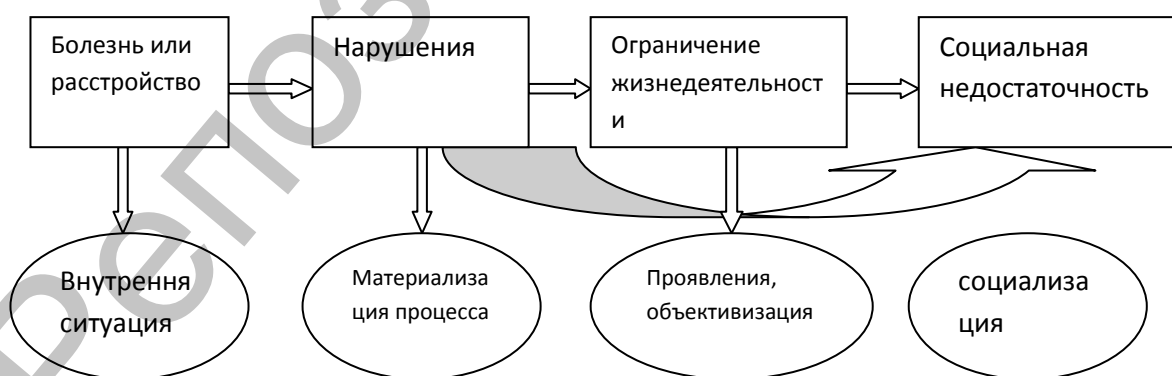 Болезнь или
расстройство
Нарушения
Ограничение
жизнедеятельност
и
Социальная
недостаточность
Внутрення
ситуация
Материализа
ция процесса
Проявления,
объективизация
социализа
ция